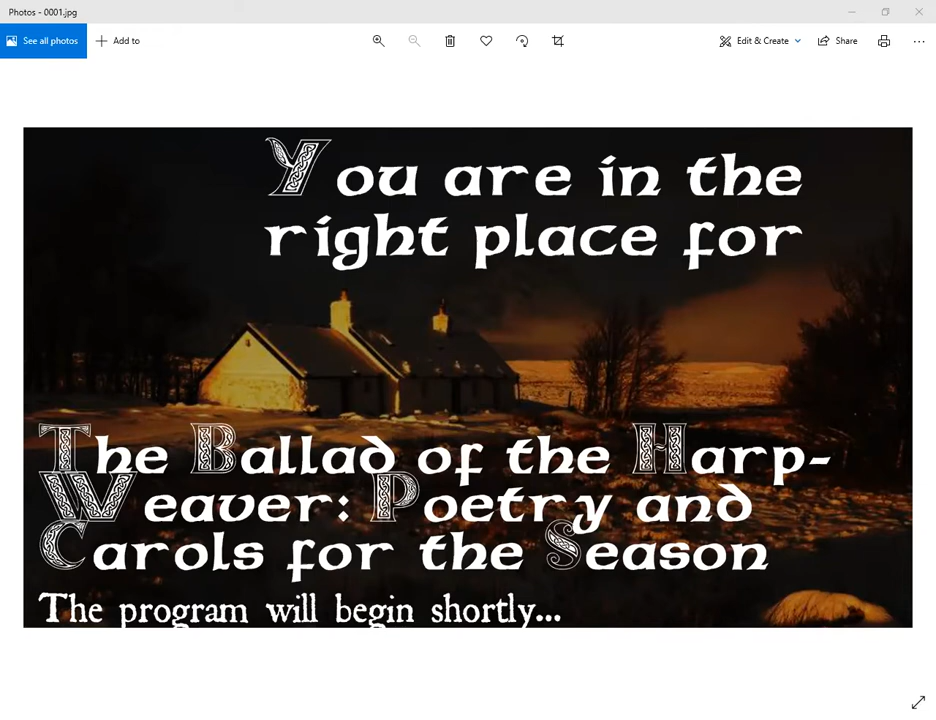 Photos - 0001.jpg
See all photos
Add to
Edit & Create
Share
You are in the
right place for
The Ballad of the Harp-
Weaver: Poetry and
Carols for the Season
The program will begin shortly...